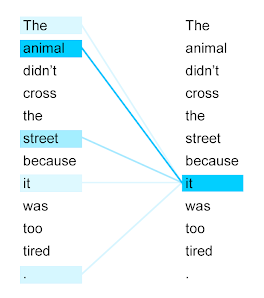 The
animal
didn't
cross
the
street
because
it
was
too
tired
.
The
animal
didn't
cross
the
street
because
it
was
too
tired
.